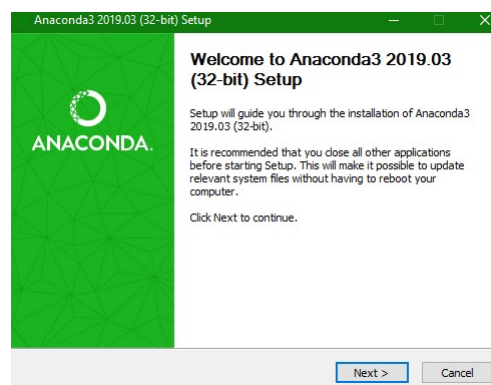 Anaconda3 2019.03 (32-bit) Setup
Welcome to Anaconda3 2019.03
(32-bit) Setup
Setup will guide you through the installation of Anaconda3
2019.03 (32-bit).
It is recommended that you close all other applications
before starting Setup. This will make it possible to update
relevant system files without having to reboot your
computer.
Click Next to continue.
ANACONDA.
Next >
Cancel